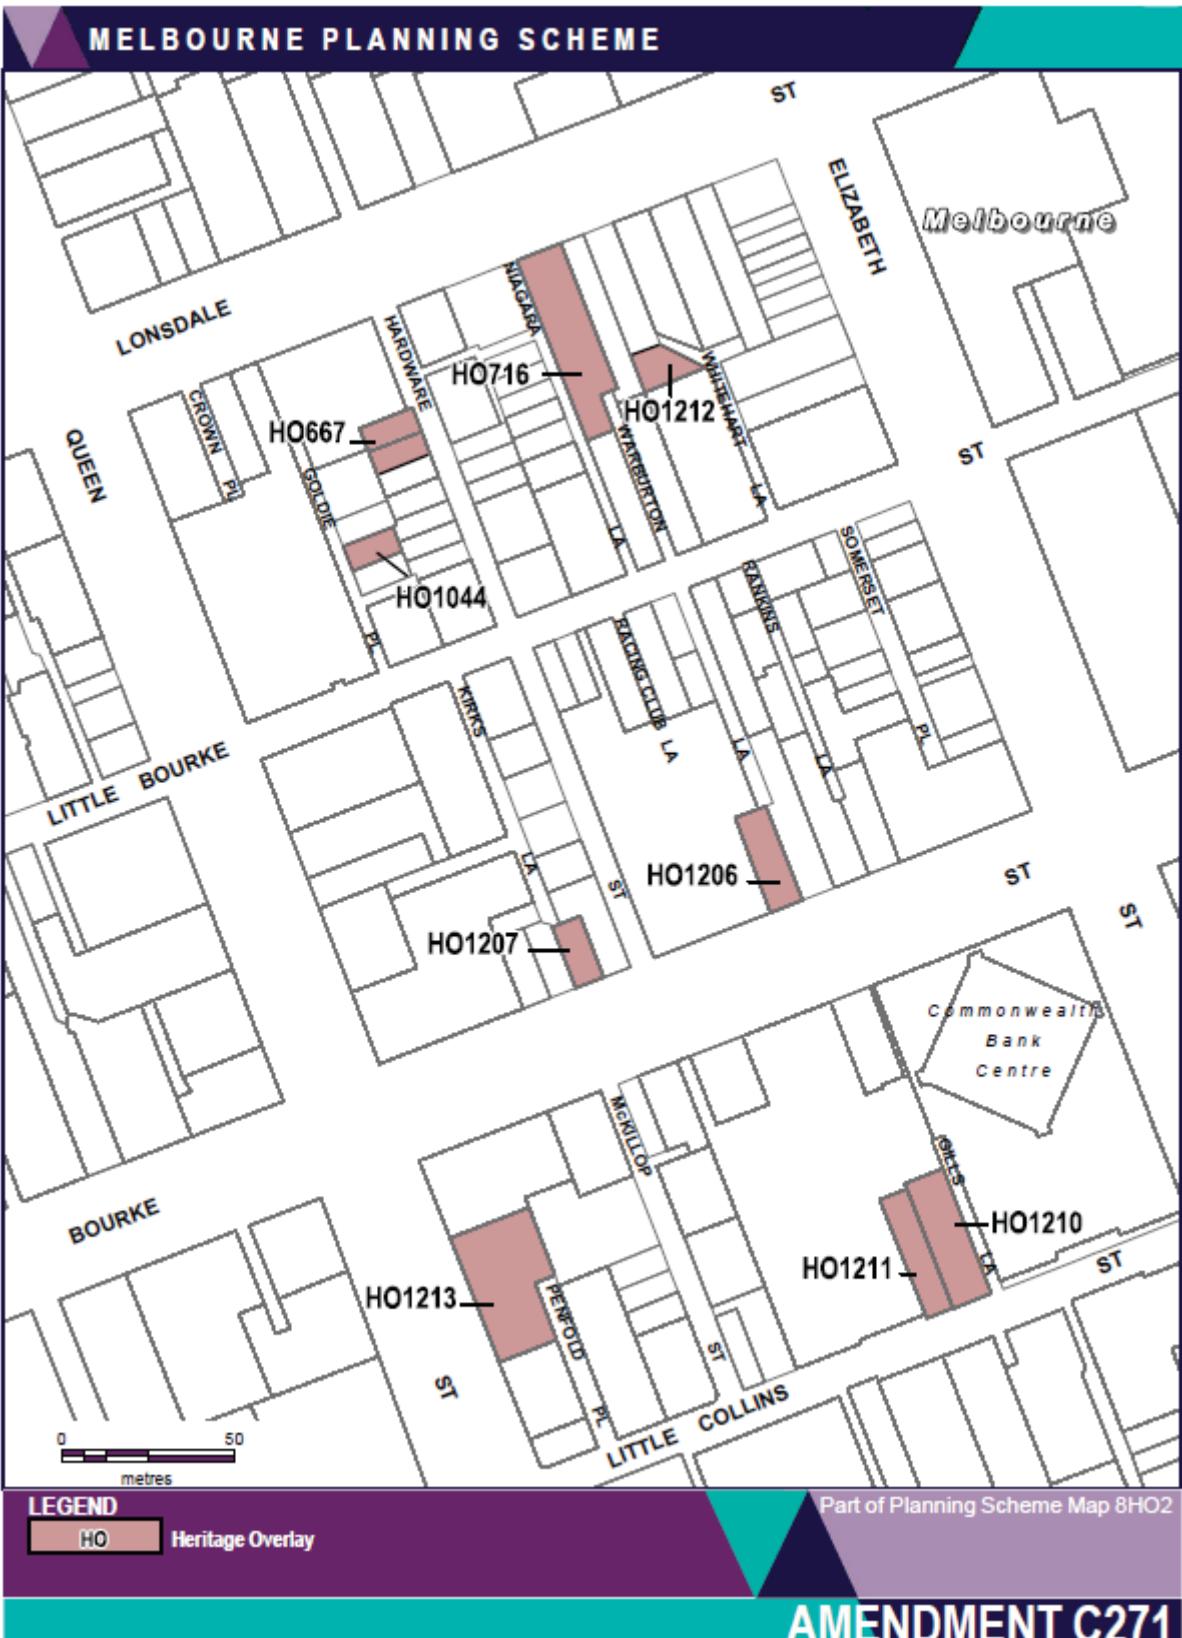 MELBOURNE PLANNING SCHEME
ST
ELIZABETH
Melbourne
LONSDALE
NIAGARA
HARDWARE
HO716
WHITEHART
HO1212
CROWN
HO667
QUEEN
WARBURTON
ST
PL
GOLDIE
LA
LA
SOMERSET
HO1044
RANKINS
RACING CLUB LA
PL
KIRKS
PL
LA
LA
LITTLE BOURKE
LA
HO1206
ST
ST
ST
HO1207
Commonwealth
Bank
Centre
McKILLOP
GILLS
BOURKE
HO1210
LA
HO1211
ST
HO1213
PENFOLD
ST
ST
PL
LITTLE COLLINS
0 50
metres
LEGEND
HO Heritage Overlay
Part of Planning Scheme Map 8HO2
AMENDMENT C271